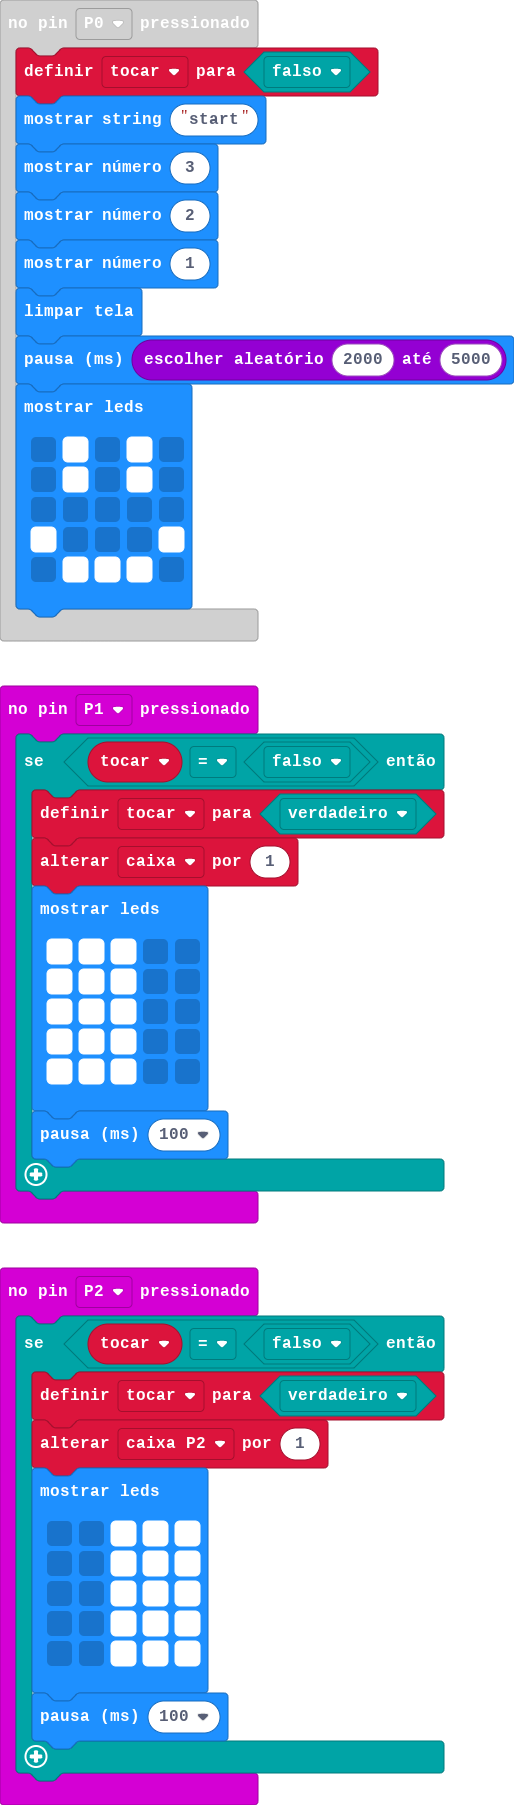 no pin P0 pressionado
definir tocar para falso
mostrar string "start"
mostrar número 3
mostrar número 2
mostrar número 1
limpar tela
pausa (ms) escolher aleatório 2000 até 5000
mostrar leds
no pin P1 pressionado
se tocar = falso então
definir tocar para verdadeiro
alterar caixa por 1
mostrar leds
pausa (ms) 100
no pin P2 pressionado
se tocar = falso então
definir tocar para verdadeiro
alterar caixa P2 por 1
mostrar leds
pausa (ms) 100